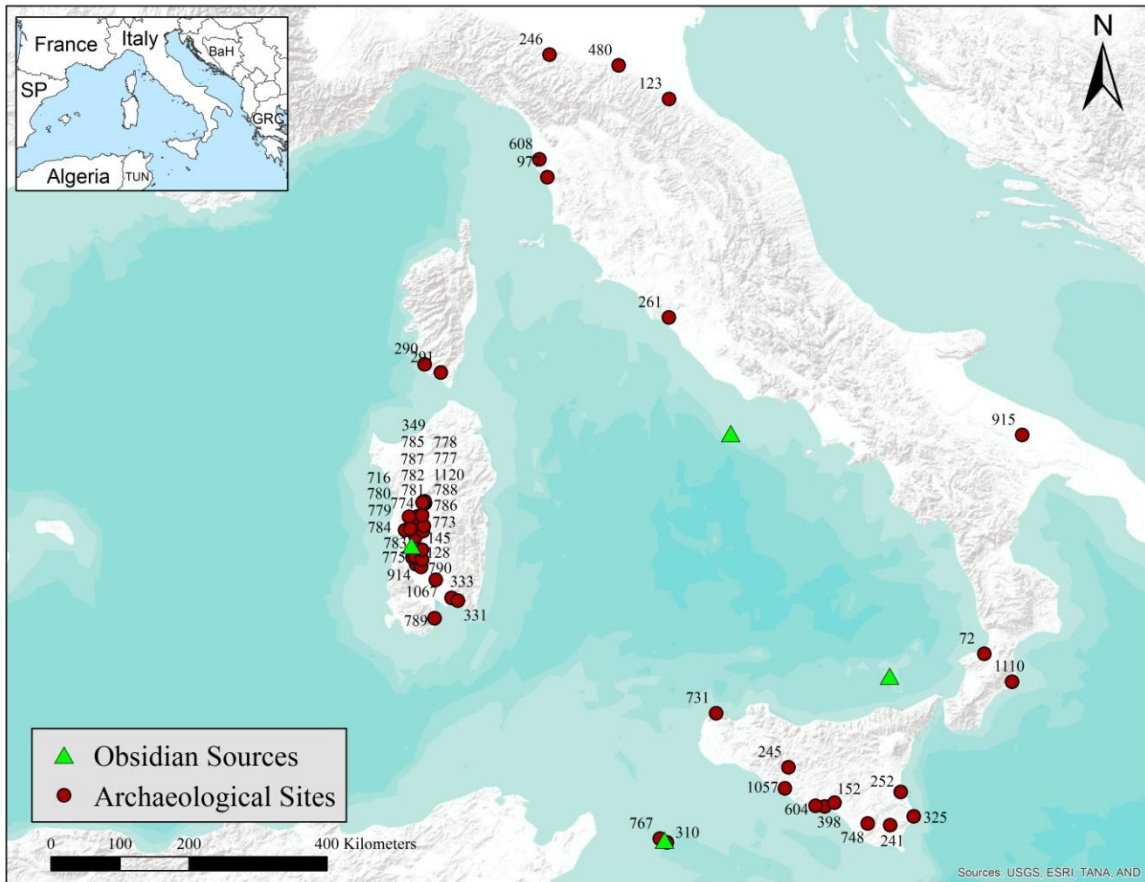 France
Italy
BaH
SP
GRC
Algeria
TUN
N
246
480
123
608
97
261
290
291
915
349
785 778
787 777
716 782 1120
780 781 788
779 774 786
784 773
783 145
775 128
914 790
1067 333
331
789
72
1110
731
245
1057
152
252
604
398
325
748
241
767
310
Obsidian Sources
Archaeological Sites
0 100 200 400 Kilometers
Sources: USGS, ESRI, TANA, AND